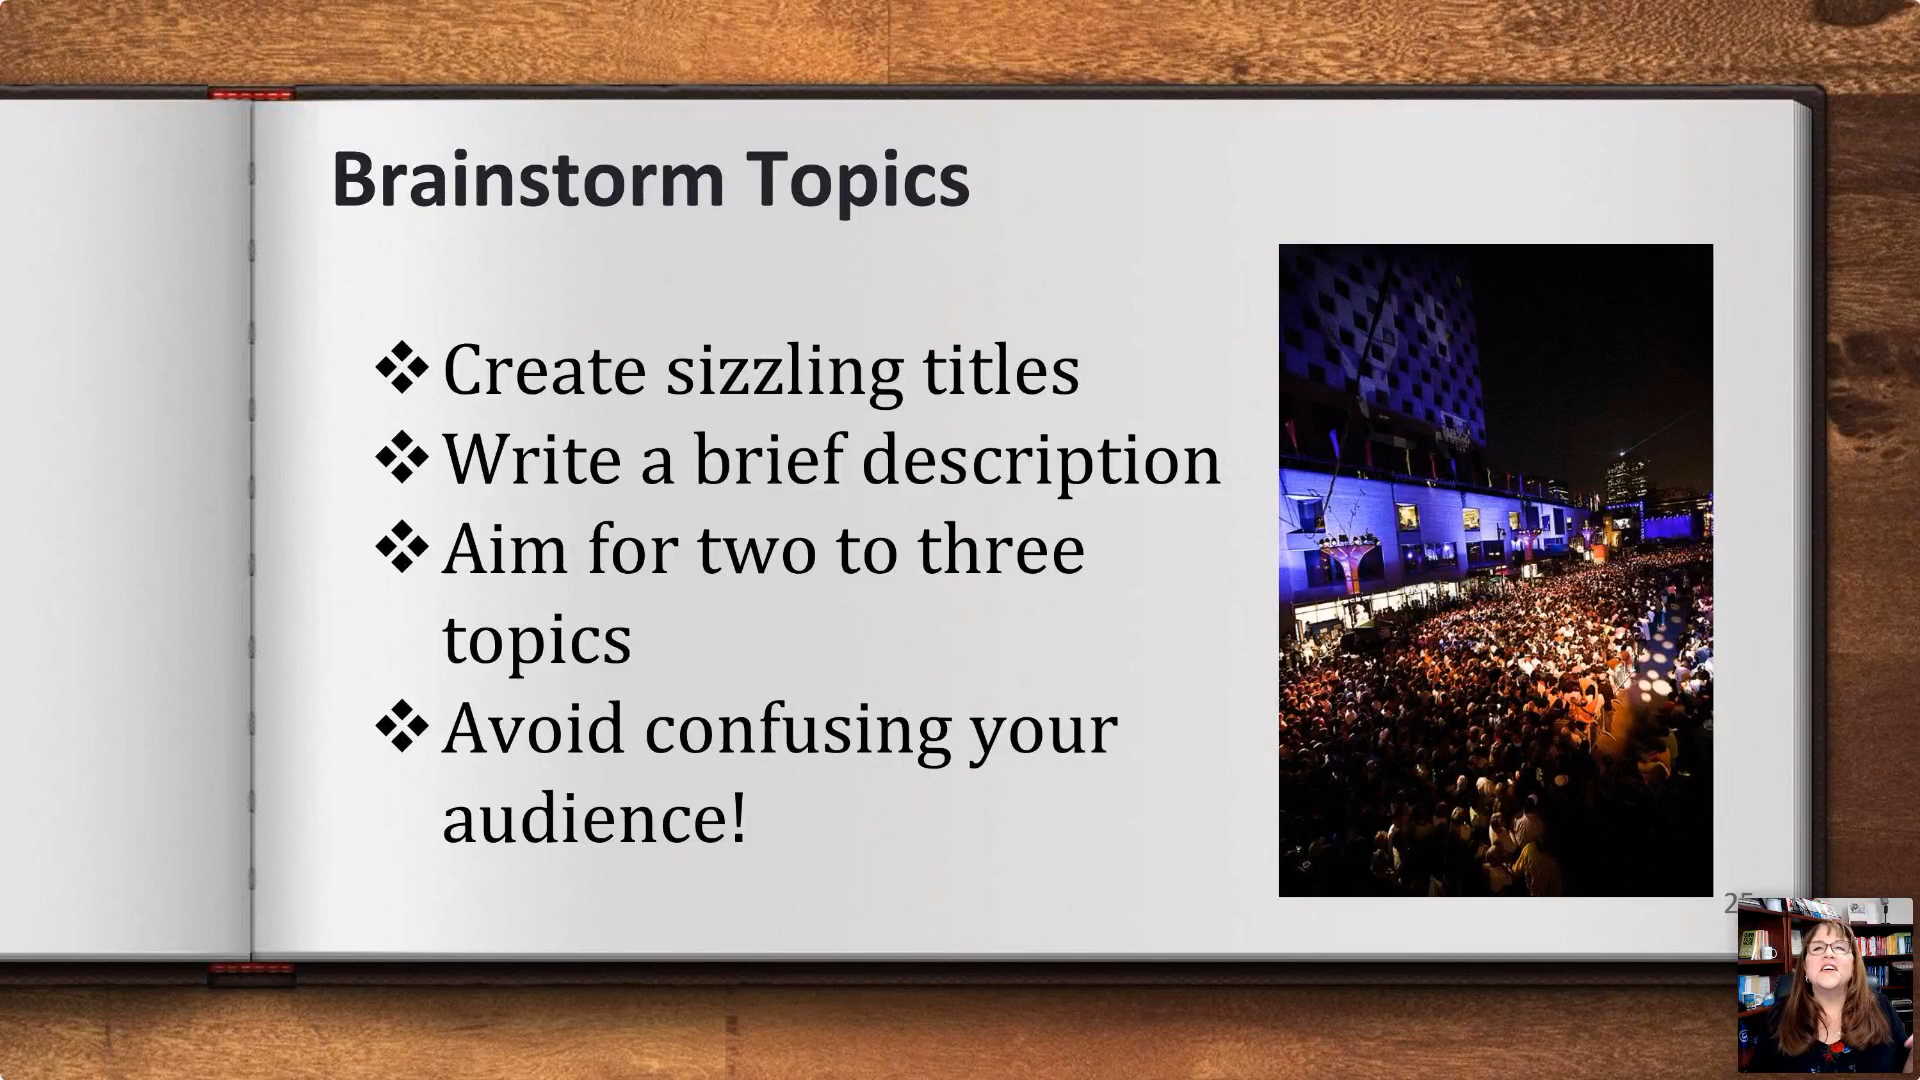 Brainstorm Topics
❖ Create sizzling titles
❖ Write a brief description
❖ Aim for two to three
topics
❖ Avoid confusing your
audience!